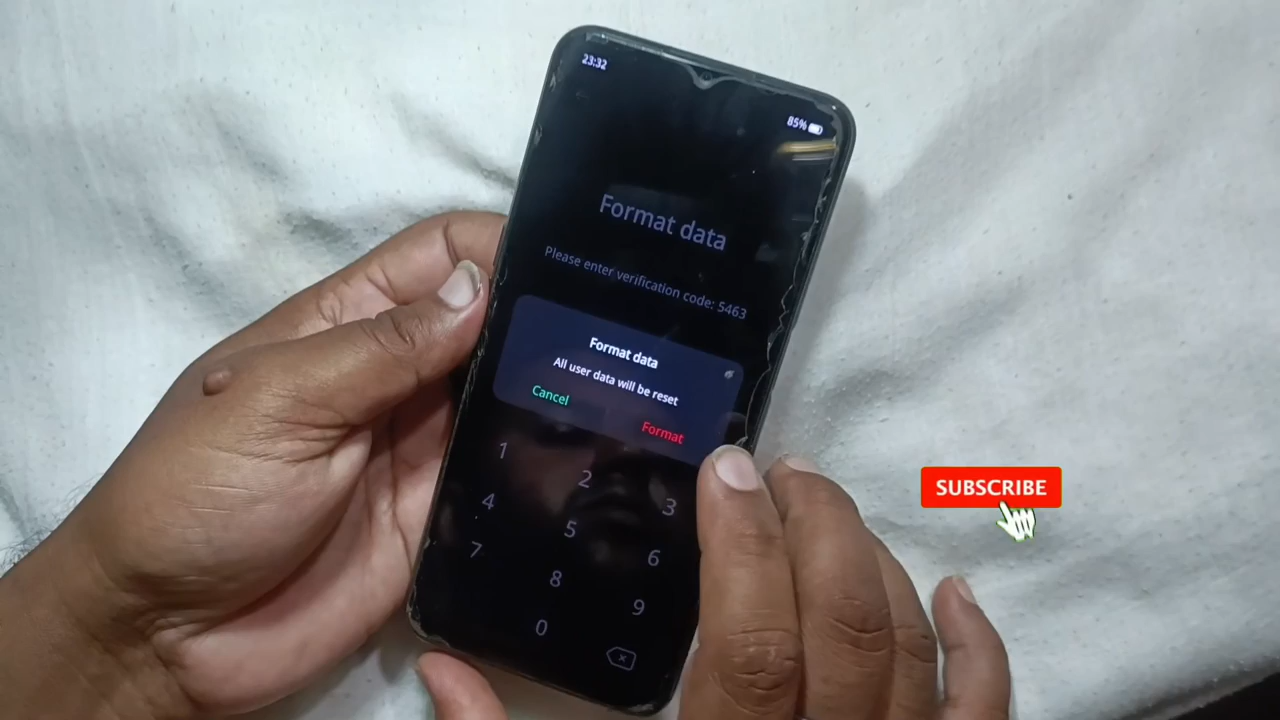 23:32
85%
Format data
Please enter verification code: 5463
Format data
All user data will be reset
Cancel
Format
1
2
3
4
5
6
7
8
9
0
SUBSCRIBE